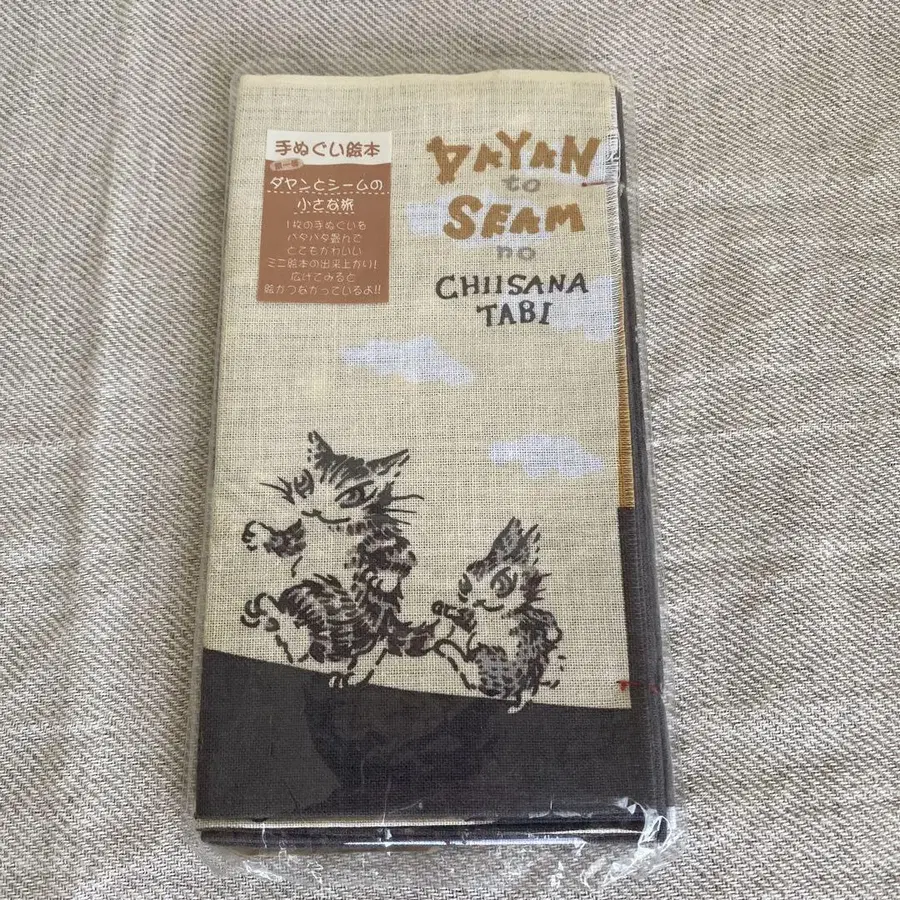 手ぬぐい絵本
第一巻
ダヤンとシームの
小さな旅
1枚の手ぬぐいを
パタパタ畳んで
とてもかわいい
ミニ絵本の出来上がり!
広げてみると
絵がつながっているよ!!
DAYAN
to
SEAM
no
CHIISANA
TABI